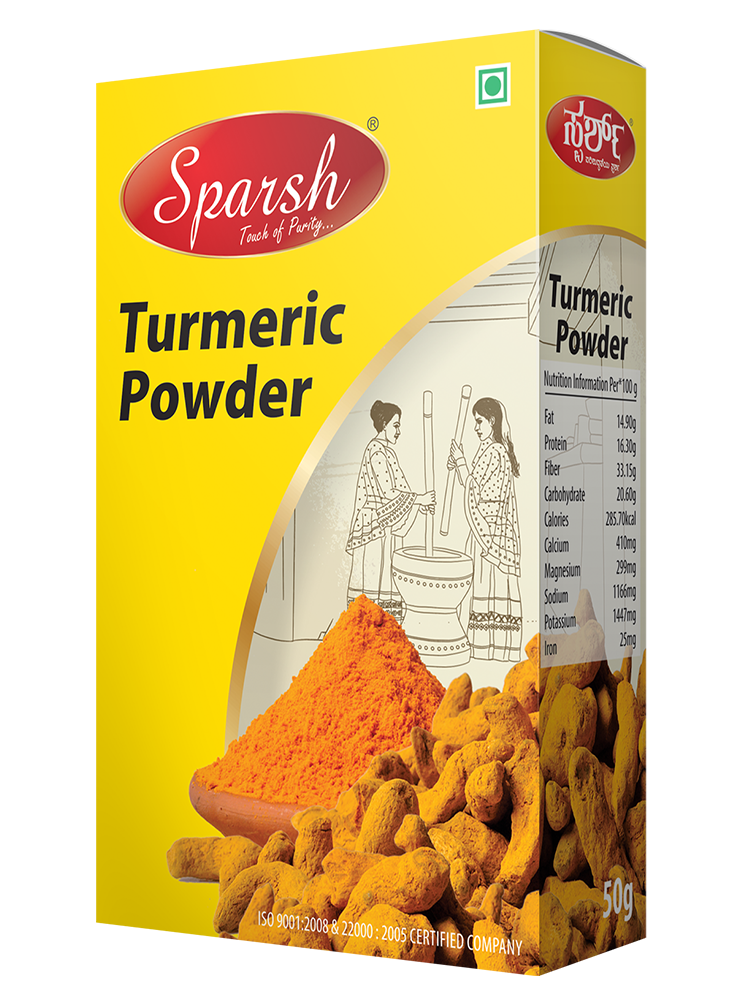 Sparsh
®
Touch of Purity...
Turmeric
Powder
ISO 9001:2008 & 22000 : 2005 CERTIFIED COMPANY
ಸ್ಪರ್ಶ್
®
Turmeric
Powder
Nutrition Information Per*100 g
Fat 14.90g
Protein 16.30g
Fiber 33.15g
Carbohydrate 20.60g
Calories 285.70kcal
Calcium 410mg
Magnesium 299mg
Sodium 1166mg
Potassium 1447mg
Iron 25mg
50g